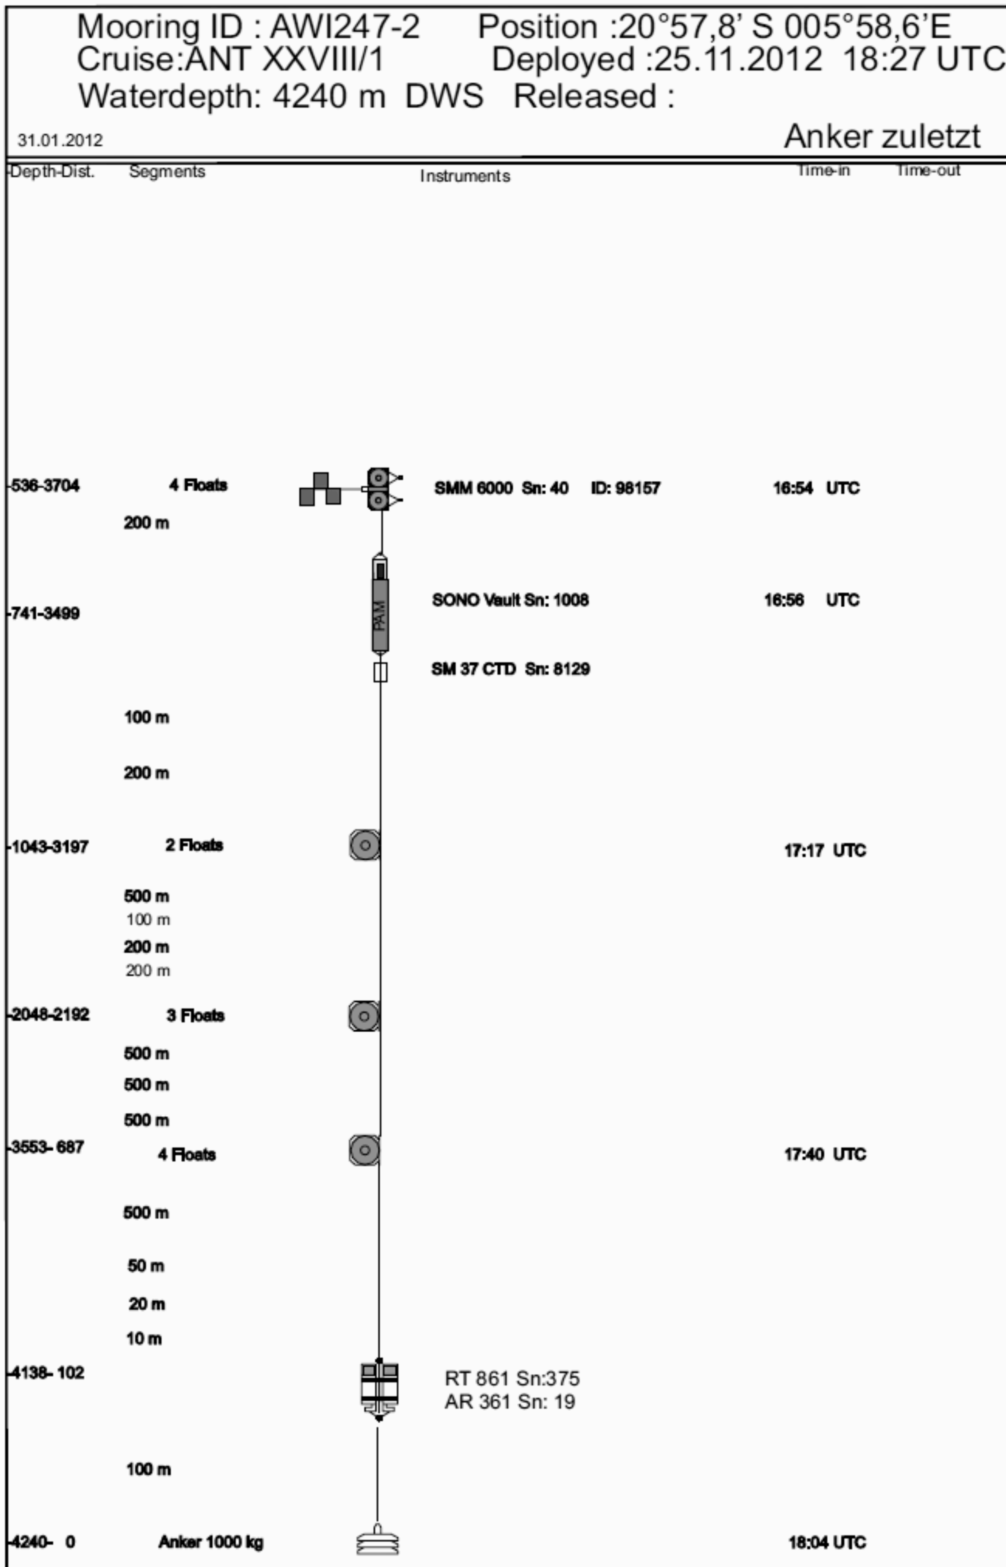 Mooring ID : AWI247-2 Position :20°57,8' S 005°58,6'E
Cruise:ANT XXVIII/1 Deployed :25.11.2012 18:27 UTC
Waterdepth: 4240 m DWS Released :
31.01.2012 Anker zuletzt
-Depth-Dist. Segments Instruments Time-in Time-out
-536-3704 4 Floats SMM 6000 Sn: 40 ID: 98157 16:54 UTC
200 m
-741-3499 PAM SONO Vault Sn: 1008 16:56 UTC
SM 37 CTD Sn: 8129
100 m
200 m
-1043-3197 2 Floats 17:17 UTC
500 m
100 m
200 m
200 m
-2048-2192 3 Floats
500 m
500 m
500 m
-3553- 687 4 Floats 17:40 UTC
500 m
50 m
20 m
10 m
-4138- 102 RT 861 Sn:375
AR 361 Sn: 19
100 m
-4240- 0 Anker 1000 kg 18:04 UTC